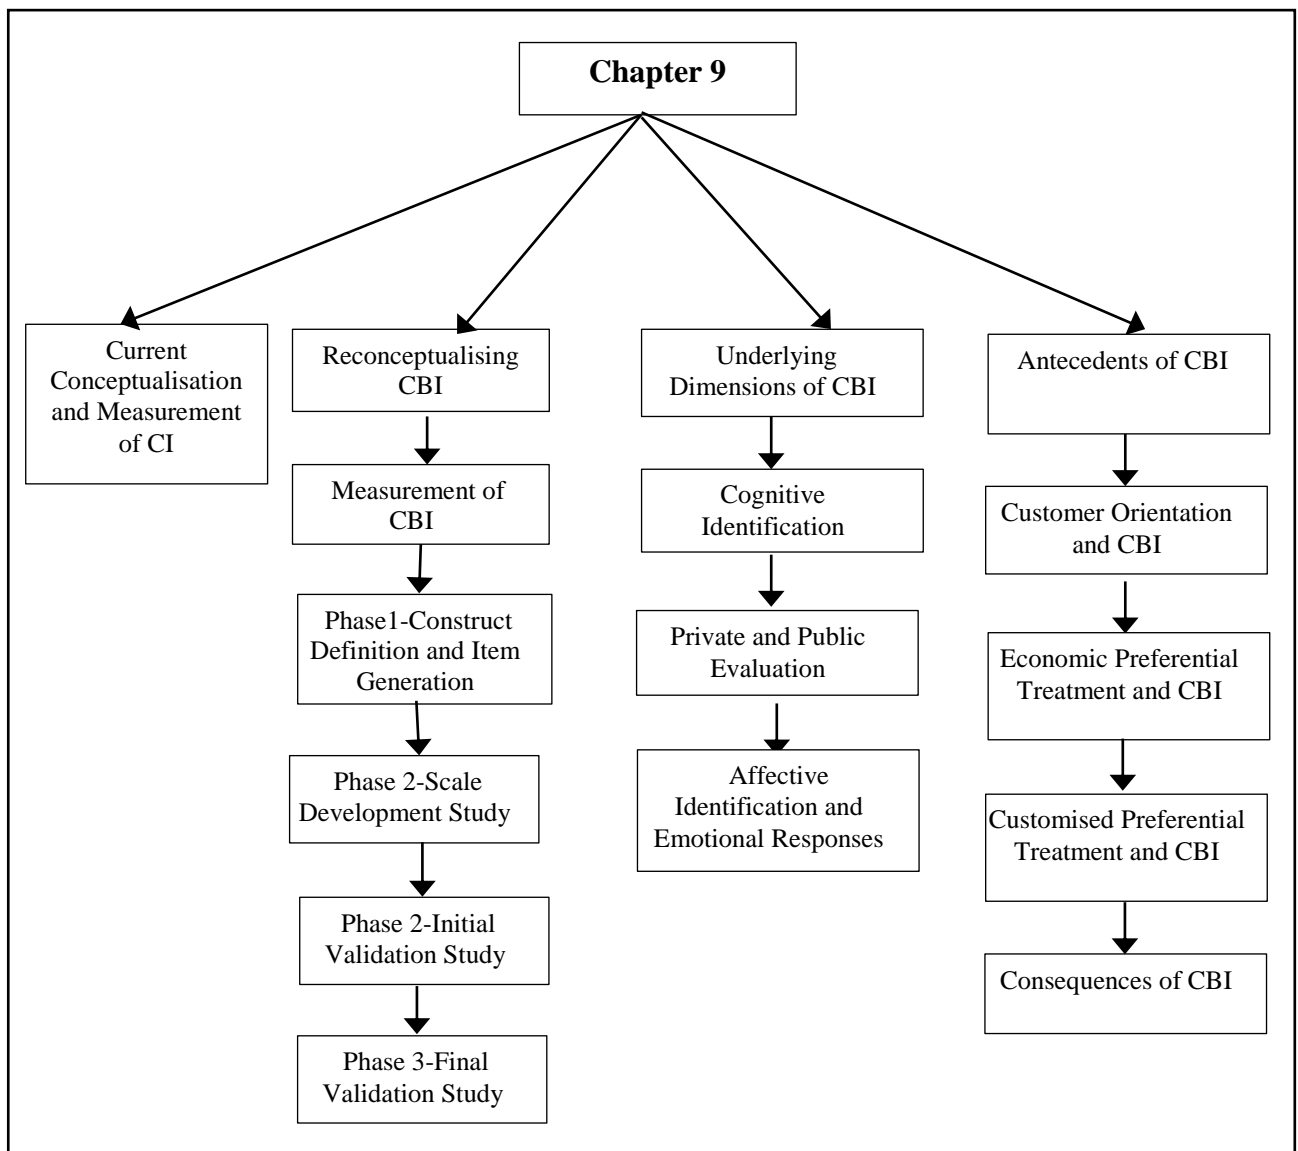 Chapter 9
Current
Conceptualisation
and Measurement
of CI
Reconceptualising
CBI
Measurement of
CBI
Phase1-Construct
Definition and Item
Generation
Phase 2-Scale
Development Study
Phase 2-Initial
Validation Study
Phase 3-Final
Validation Study
Underlying
Dimensions of CBI
Cognitive
Identification
Private and Public
Evaluation
Affective
Identification and
Emotional Responses
Antecedents of CBI
Customer Orientation
and CBI
Economic Preferential
Treatment and CBI
Customised Preferential
Treatment and CBI
Consequences of CBI